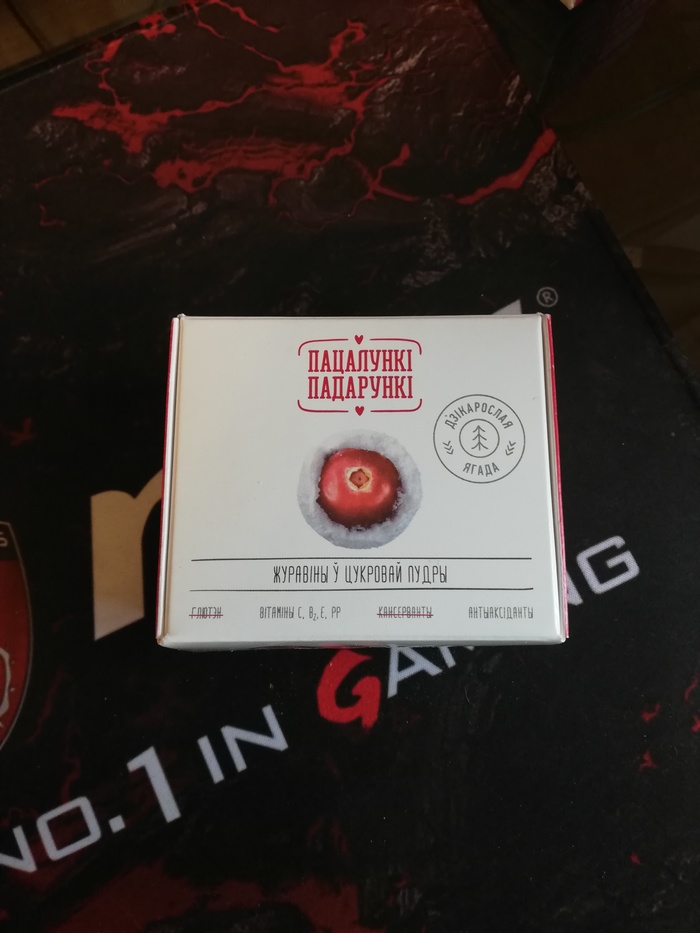 ПАЦАЛУНКІ
ПАДАРУНКІ
ДЗІКАРОСЛАЯ
ЯГАДА
ЖУРАВІНЫ Ў ЦУКРОВАЙ ПУДРЫ
ГЛЮТЭН ВІТАМІНЫ С, В₂, Е, РР КАНСЕРВАНТЫ АНТЫАКСІДАНТЫ
®
NO.1 IN GAMING